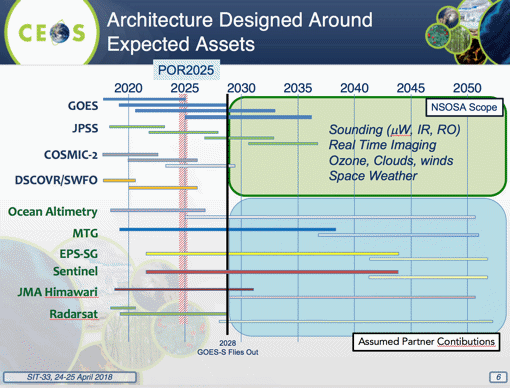 CE S
Architecture Designed Around
Expected Assets
POR2025
2020 2025 2030 2035 2040 2045 2050
GOES
NSOSA Scope
JPSS
Sounding (µW, IR, RO)
Real Time Imaging
COSMIC-2
Ozone, Clouds, winds
Space Weather
DSCOVR/SWFO
Ocean Altimetry
MTG
EPS-SG
Sentinel
JMA Himawari
Radarsat
2028
GOES-S Flies Out
Assumed Partner Contibutions
SIT-33, 24-25 April 2018
6